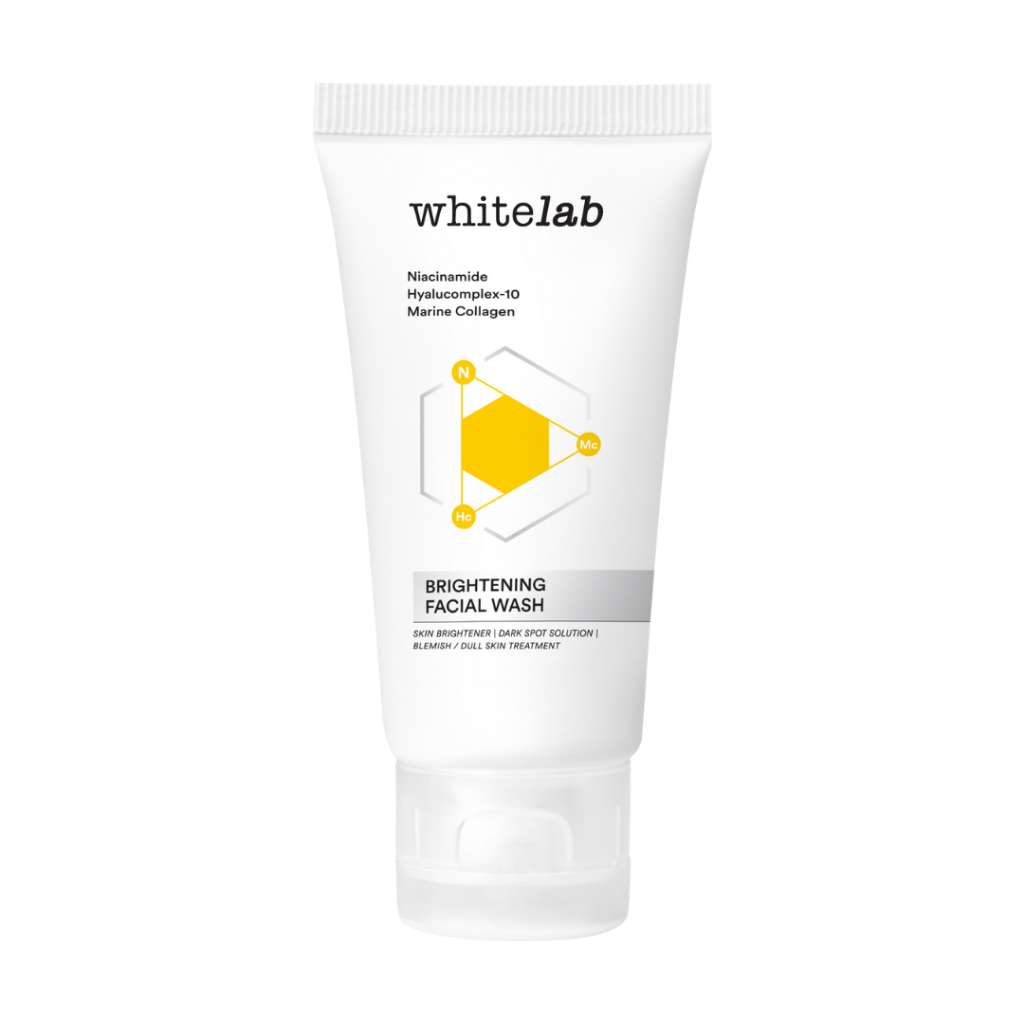 whitelab
Niacinamide
Hyalucomplex-10
Marine Collagen
N
Mc
Hc
BRIGHTENING
FACIAL WASH
SKIN BRIGHTENER | DARK SPOT SOLUTION |
BLEMISH / DULL SKIN TREATMENT